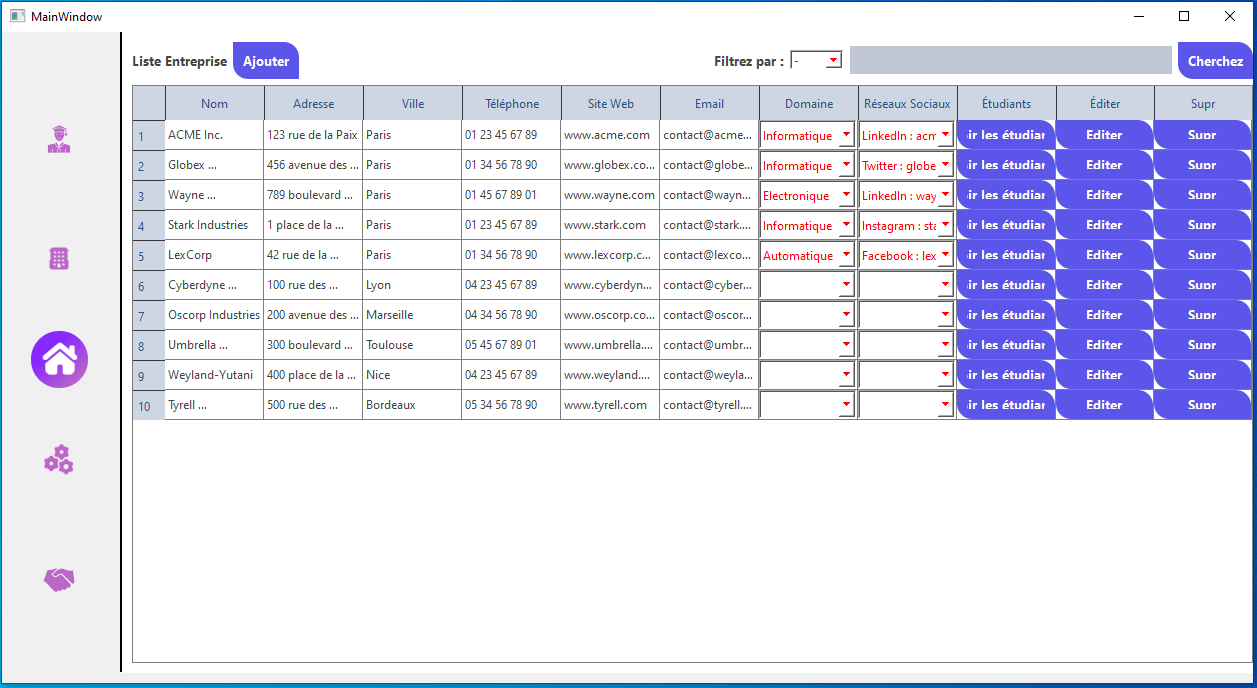 MainWindow
Liste Entreprise Ajouter Filtrez par : - Cherchez
Nom Adresse Ville Téléphone Site Web Email Domaine Réseaux Sociaux Étudiants Éditer Supr
1 ACME Inc. 123 rue de la Paix Paris 01 23 45 67 89 www.acme.com contact@acme... Informatique LinkedIn : acm ir les étudiar Editer Supr
2 Globex ... 456 avenue des ... Paris 01 34 56 78 90 www.globex.co... contact@globe... Informatique Twitter : globe ir les étudiar Editer Supr
3 Wayne ... 789 boulevard ... Paris 01 45 67 89 01 www.wayne.com contact@wayn... Electronique LinkedIn : way ir les étudiar Editer Supr
4 Stark Industries 1 place de la ... Paris 01 23 45 67 89 www.stark.com contact@stark.... Informatique Instagram : sta ir les étudiar Editer Supr
5 LexCorp 42 rue de la ... Paris 01 34 56 78 90 www.lexcorp.c... contact@lexco... Automatique Facebook : lex ir les étudiar Editer Supr
6 Cyberdyne ... 100 rue des ... Lyon 04 23 45 67 89 www.cyberdyn... contact@cyber... ir les étudiar Editer Supr
7 Oscorp Industries 200 avenue des ... Marseille 04 34 56 78 90 www.oscorp.co... contact@oscor... ir les étudiar Editer Supr
8 Umbrella ... 300 boulevard ... Toulouse 05 45 67 89 01 www.umbrella.... contact@umbr... ir les étudiar Editer Supr
9 Weyland-Yutani 400 place de la ... Nice 04 23 45 67 89 www.weyland.... contact@weyla... ir les étudiar Editer Supr
10 Tyrell ... 500 rue des ... Bordeaux 05 34 56 78 90 www.tyrell.com contact@tyrell.... ir les étudiar Editer Supr